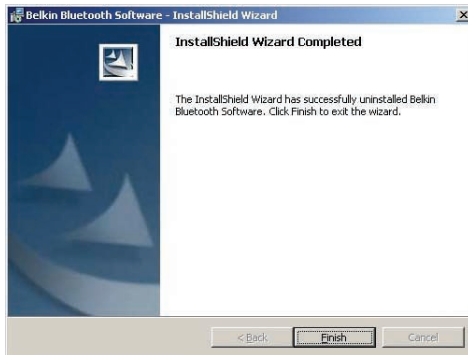 Belkin Bluetooth Software - InstallShield Wizard
InstallShield Wizard Completed
The InstallShield Wizard has successfully uninstalled Belkin
Bluetooth Software. Click Finish to exit the wizard.
< Back
Finish
Cancel